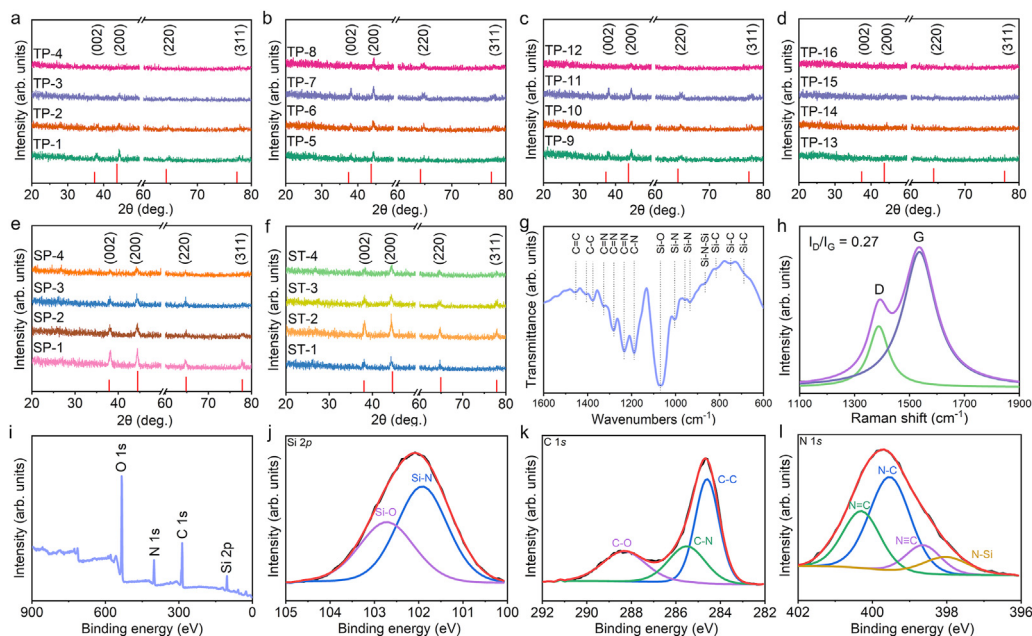 a
(002)
(200)
(220)
(311)
TP-4
TP-3
TP-2
TP-1
20 30 40 50 60 70 80
2θ (deg.)
Intensity (arb. units)
b
(002)
(200)
(220)
(311)
TP-8
TP-7
TP-6
TP-5
20 30 40 50 60 70 80
2θ (deg.)
Intensity (arb. units)
c
(002)
(200)
(220)
(311)
TP-12
TP-11
TP-10
TP-9
20 30 40 50 60 70 80
2θ (deg.)
Intensity (arb. units)
d
(002)
(200)
(220)
(311)
TP-16
TP-15
TP-14
TP-13
20 30 40 50 60 70 80
2θ (deg.)
Intensity (arb. units)
e
(002)
(200)
(220)
(311)
SP-4
SP-3
SP-2
SP-1
20 30 40 50 60 70 80
2θ (deg.)
Intensity (arb. units)
f
(002)
(200)
(220)
(311)
ST-4
ST-3
ST-2
ST-1
20 30 40 50 60 70 80
2θ (deg.)
Intensity (arb. units)
g
C=C
C-C
C=N
C=N
C=N
C-N
Si-O
Si-N
Si-N
Si-N-Si
Si-C
Si-C
Si-C
1600 1400 1200 1000 800 600
Wavenumbers (cm⁻¹)
Transmittance (arb. units)
h
I_D/I_G = 0.27
D
G
1100 1300 1500 1700 1900
Raman shift (cm⁻¹)
Intensity (arb. units)
i
O 1s
N 1s
C 1s
Si 2p
900 600 300 0
Binding energy (eV)
Intensity (arb. units)
j
Si 2p
Si-N
Si-O
105 103 102 101 100
Binding energy (eV)
Intensity (arb. units)
k
C 1s
C-C
C-O
C-N
292 290 288 286 284 282
Binding energy (eV)
Intensity (arb. units)
l
N 1s
N-C
N=C
N≡C
N-Si
402 400 398 396
Binding energy (eV)
Intensity (arb. units)